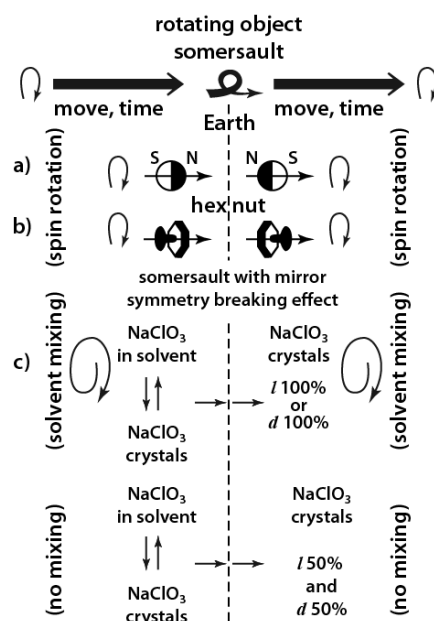 rotating object
somersault
move, time
move, time
Earth
a)
(spin rotation)
S N
N S
hex nut
b)
(spin rotation)
somersault with mirror
symmetry breaking effect
c)
(solvent mixing)
NaClO3
in solvent
NaClO3
crystals
NaClO3
crystals
l 100%
or
d 100%
(solvent mixing)
(no mixing)
NaClO3
in solvent
NaClO3
crystals
NaClO3
crystals
l 50%
and
d 50%
(no mixing)